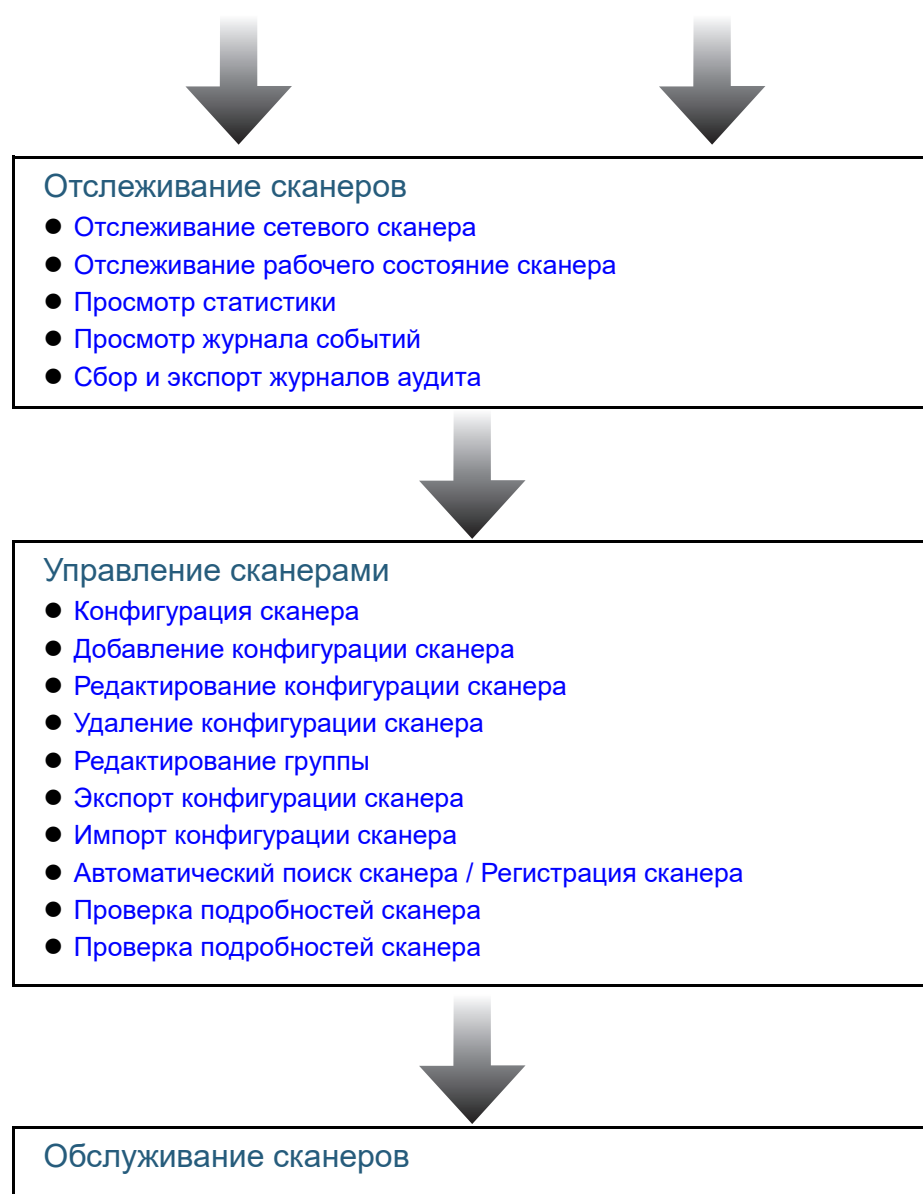 Отслеживание сканеров
● Отслеживание сетевого сканера
● Отслеживание рабочего состояние сканера
● Просмотр статистики
● Просмотр журнала событий
● Сбор и экспорт журналов аудита
Управление сканерами
● Конфигурация сканера
● Добавление конфигурации сканера
● Редактирование конфигурации сканера
● Удаление конфигурации сканера
● Редактирование группы
● Экспорт конфигурации сканера
● Импорт конфигурации сканера
● Автоматический поиск сканера / Регистрация сканера
● Проверка подробностей сканера
● Проверка подробностей сканера
Обслуживание сканеров